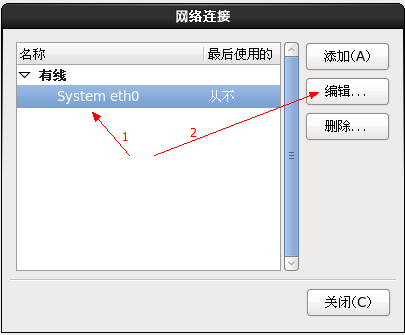 网络连接
名称 最后使用的
有线
System eth0 从不
添加(A)
编辑...
删除...
1
2
关闭(C)